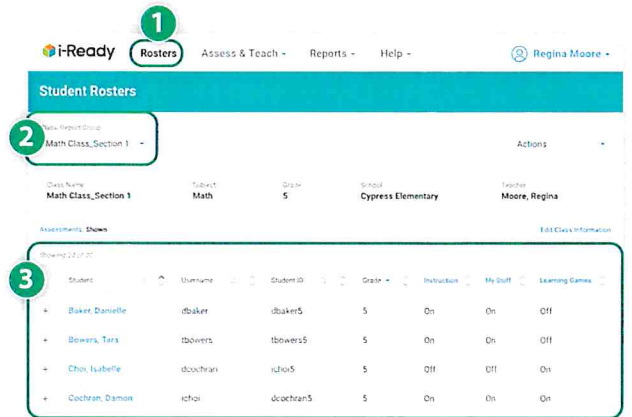 1
i-Ready Rosters Assess & Teach Reports Help Regina Moore
Student Rosters
2
Report Group
Math Class_Section 1
Actions
Class Name Subject Grade School Teacher
Math Class_Section 1 Math 5 Cypress Elementary Moore, Regina
Assessments: Shown Edit Class Information
Showing
3
Student Username Student ID Grade Instruction My Stuff Learning Games
+ Baker, Danielle dbaker dbaker5 5 On On Off
+ Bowers, Tara tbowers tbowers5 5 On On Off
+ Choi, Isabelle dcochran ichoi5 5 Off Off On
+ Cochran, Damon ichoi dcochran5 5 On On On